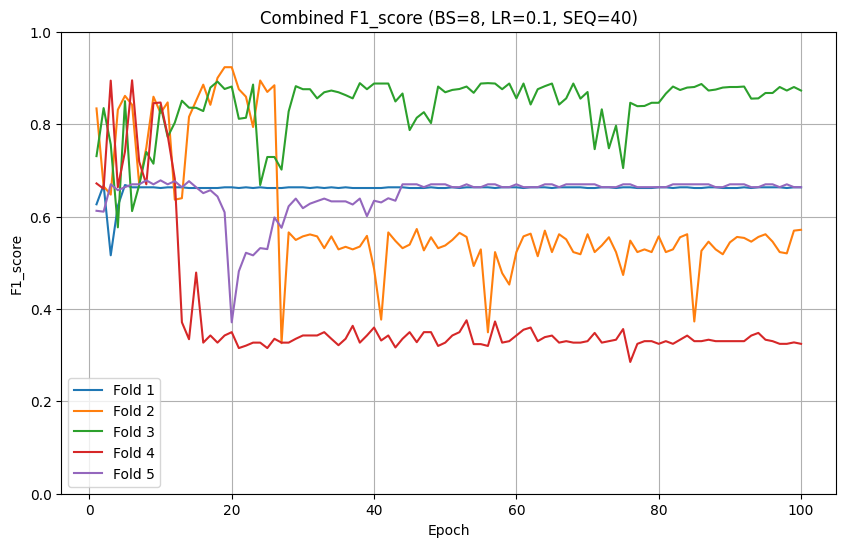 Combined F1_score (BS=8, LR=0.1, SEQ=40)
F1_score
1.0
0.8
0.6
0.4
0.2
0.0
Fold 1
Fold 2
Fold 3
Fold 4
Fold 5
0 20 40 60 80 100
Epoch